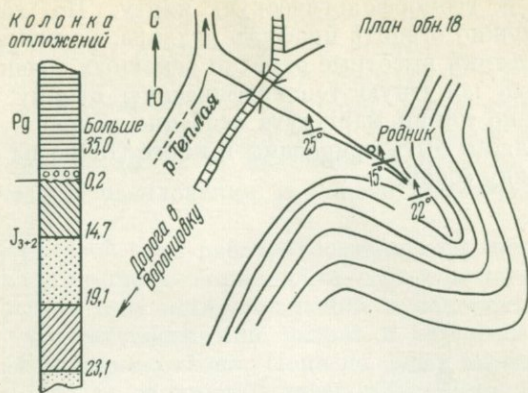 Колонка
отложений
Pg
Больше
35,0
0,2
J3+2
14,7
19,1
23,1
С
Ю
р. Теплая
Дорога в
Воронцовку
План обн. 18
Родник
25°
15°
22°